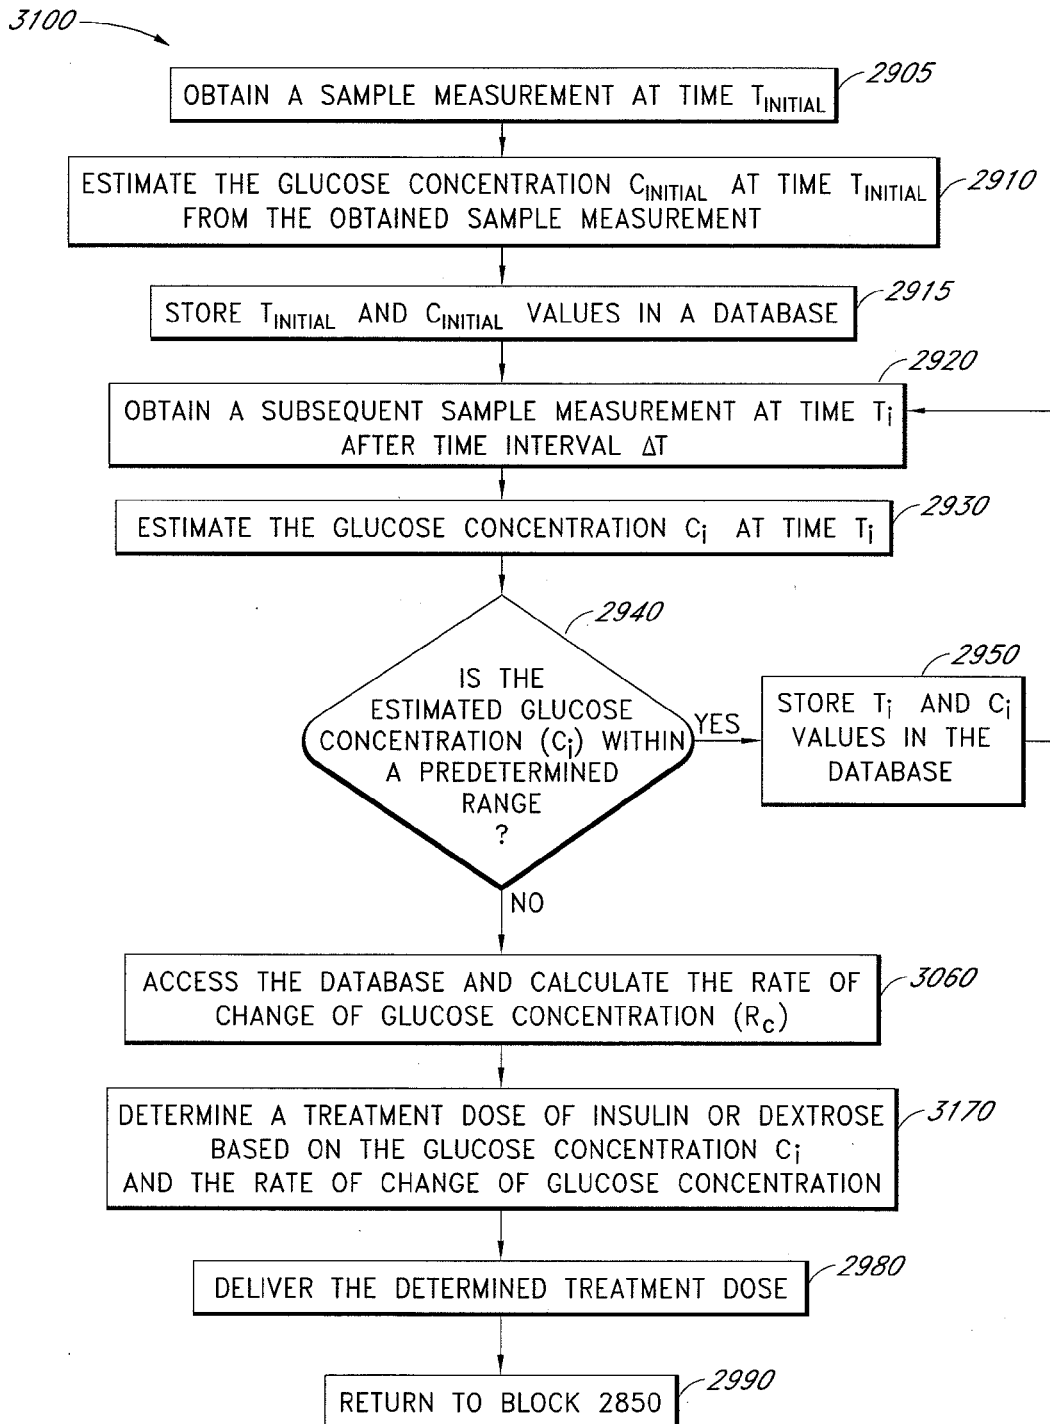 3100
2905
OBTAIN A SAMPLE MEASUREMENT AT TIME TINITIAL
ESTIMATE THE GLUCOSE CONCENTRATION CINITIAL AT TIME TINITIAL
FROM THE OBTAINED SAMPLE MEASUREMENT
2910
2915
STORE TINITIAL AND CINITIAL VALUES IN A DATABASE
2920
OBTAIN A SUBSEQUENT SAMPLE MEASUREMENT AT TIME Ti
AFTER TIME INTERVAL ΔT
2930
ESTIMATE THE GLUCOSE CONCENTRATION Ci AT TIME Ti
2940
IS THE
ESTIMATED GLUCOSE
CONCENTRATION (Ci) WITHIN
A PREDETERMINED
RANGE
?
YES
2950
STORE Ti AND Ci
VALUES IN THE
DATABASE
NO
ACCESS THE DATABASE AND CALCULATE THE RATE OF
CHANGE OF GLUCOSE CONCENTRATION (RC)
3060
DETERMINE A TREATMENT DOSE OF INSULIN OR DEXTROSE
BASED ON THE GLUCOSE CONCENTRATION Ci
AND THE RATE OF CHANGE OF GLUCOSE CONCENTRATION
3170
DELIVER THE DETERMINED TREATMENT DOSE
2980
RETURN TO BLOCK 2850
2990